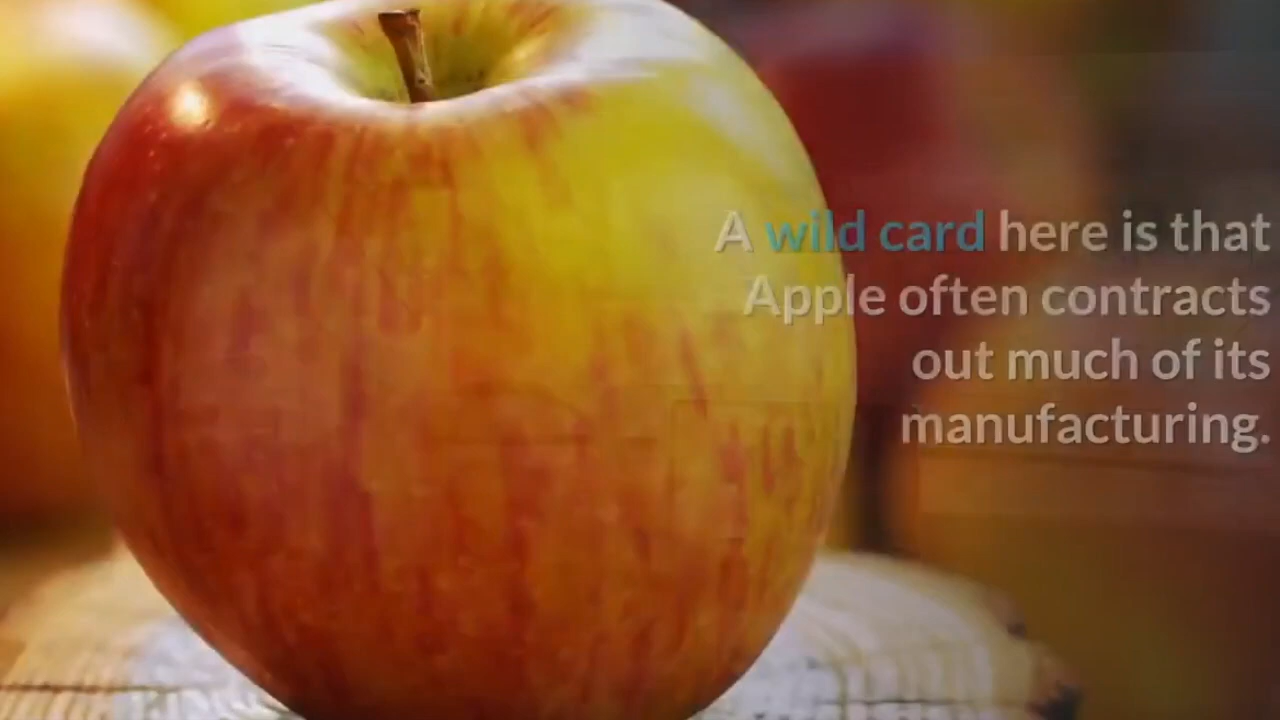 A wild card here is that
Apple often contracts
out much of its
manufacturing.